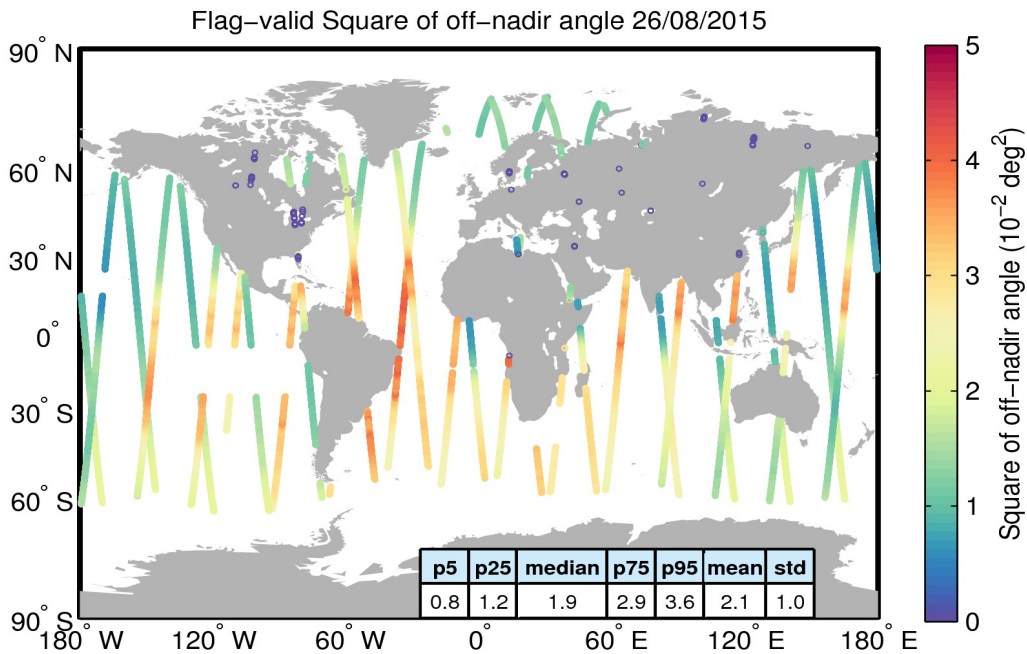 Flag−valid Square of off−nadir angle 26/08/2015
90° N
60° N
30° N
0°
30° S
60° S
90° S
180° W
120° W
60° W
0°
60° E
120° E
180° E
p5 p25 median p75 p95 mean std
0.8 1.2 1.9 2.9 3.6 2.1 1.0
5
4
3
2
1
0
Square of off−nadir angle (10⁻² deg²)